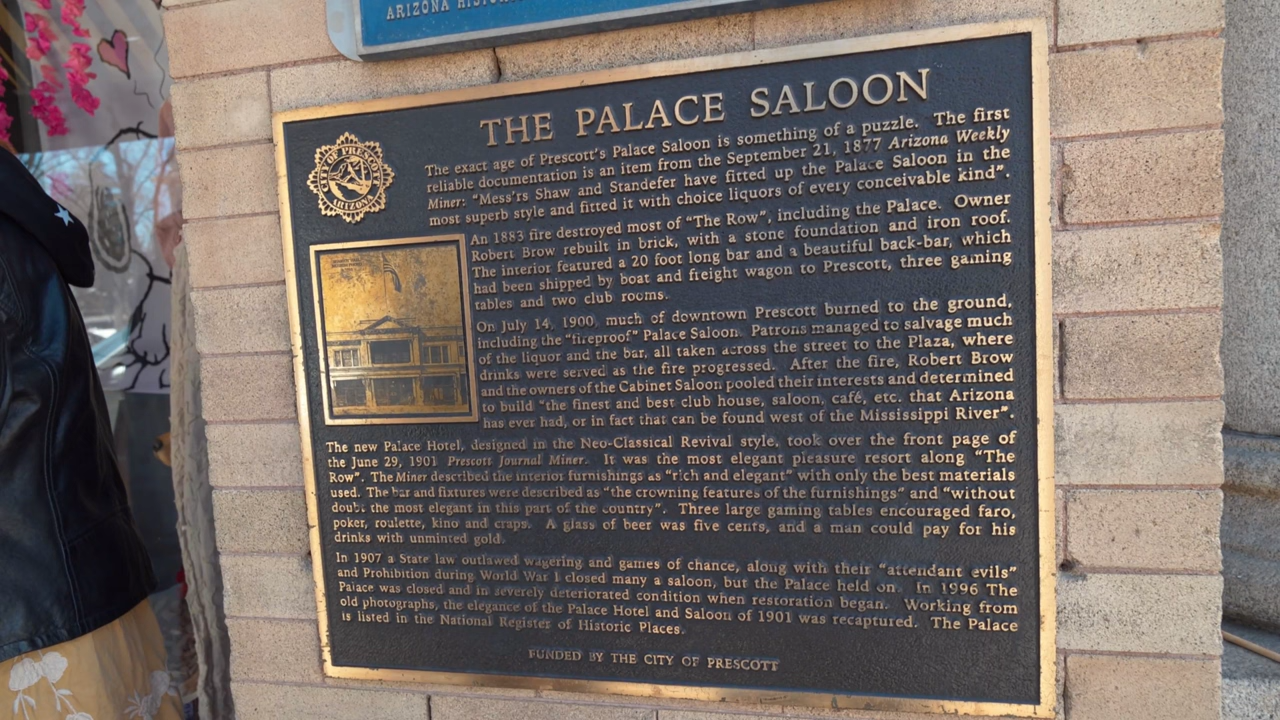 ARIZONA
THE PALACE SALOON
CITY OF PRESCOTT
ARIZONA
The exact age of Prescott's Palace Saloon is something of a puzzle. The first
reliable documentation is an item from the September 21, 1877 Arizona Weekly
Miner: "Mess'rs Shaw and Standefer have fitted up the Palace Saloon in the
most superb style and fitted it with choice liquors of every conceivable kind".
An 1883 fire destroyed most of "The Row", including the Palace. Owner
Robert Brow rebuilt in brick, with a stone foundation and iron roof.
The interior featured a 20 foot long bar and a beautiful back-bar, which
had been shipped by boat and freight wagon to Prescott, three gaming
tables and two club rooms.
On July 14, 1900, much of downtown Prescott burned to the ground,
including the "fireproof" Palace Saloon. Patrons managed to salvage much
of the liquor and the bar, all taken across the street to the Plaza, where
drinks were served as the fire progressed. After the fire, Robert Brow
and the owners of the Cabinet Saloon pooled their interests and determined
to build "the finest and best club house, saloon, café, etc. that Arizona
has ever had, or in fact that can be found west of the Mississippi River".
The new Palace Hotel, designed in the Neo-Classical Revival style, took over the front page of
the June 29, 1901 Prescott Journal Miner. It was the most elegant pleasure resort along "The
Row". The Miner described the interior furnishings as "rich and elegant" with only the best materials
used. The bar and fixtures were described as "the crowning features of the furnishings" and "without
doubt the most elegant in this part of the country". Three large gaming tables encouraged faro,
poker, roulette, kino and craps. A glass of beer was five cents, and a man could pay for his
drinks with unminted gold.
In 1907 a State law outlawed wagering and games of chance, along with their "attendant evils"
and Prohibition during World War I closed many a saloon, but the Palace held on. In 1996 The
Palace was closed and in severely deteriorated condition when restoration began. Working from
old photographs, the elegance of the Palace Hotel and Saloon of 1901 was recaptured. The Palace
is listed in the National Register of Historic Places.
FUNDED BY THE CITY OF PRESCOTT